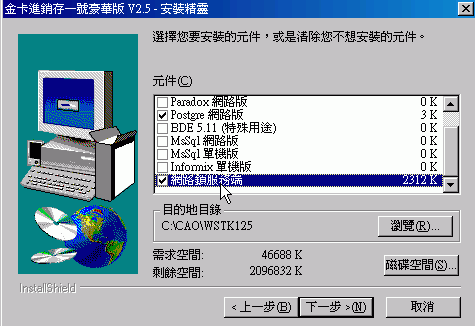 金卡進銷存一號豪華版 V2.5 - 安裝精靈
選擇您要安裝的元件，或是清除您不想安裝的元件。
元件(C)
Paradox 網路版 0 K
Postgre 網路版 3 K
BDE 5.11 (特殊用途) 0 K
MsSql 網路版 0 K
MsSql 單機版 0 K
Informix 單機版 0 K
網路鎖服務端 2312 K
目的地目錄
C:\CAO\WSTK125 瀏覽(R)...
需求空間: 46688 K
剩餘空間: 2096832 K 磁碟空間(S)...
InstallShield
< 上一步(B) 下一步 >(N) 取消